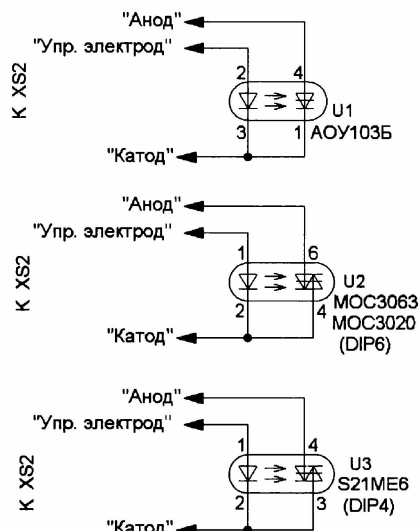 "Анод"
"Упр. электрод"
К XS2
2 4
U1
3 1 АОУ103Б
"Катод"
"Анод"
"Упр. электрод"
К XS2
1 6
U2
2 4 MOC3063
MOC3020
"Катод" (DIP6)
"Анод"
"Упр. электрод"
К XS2
1 4
U3
2 3 S21ME6
(DIP4)
"Катод"